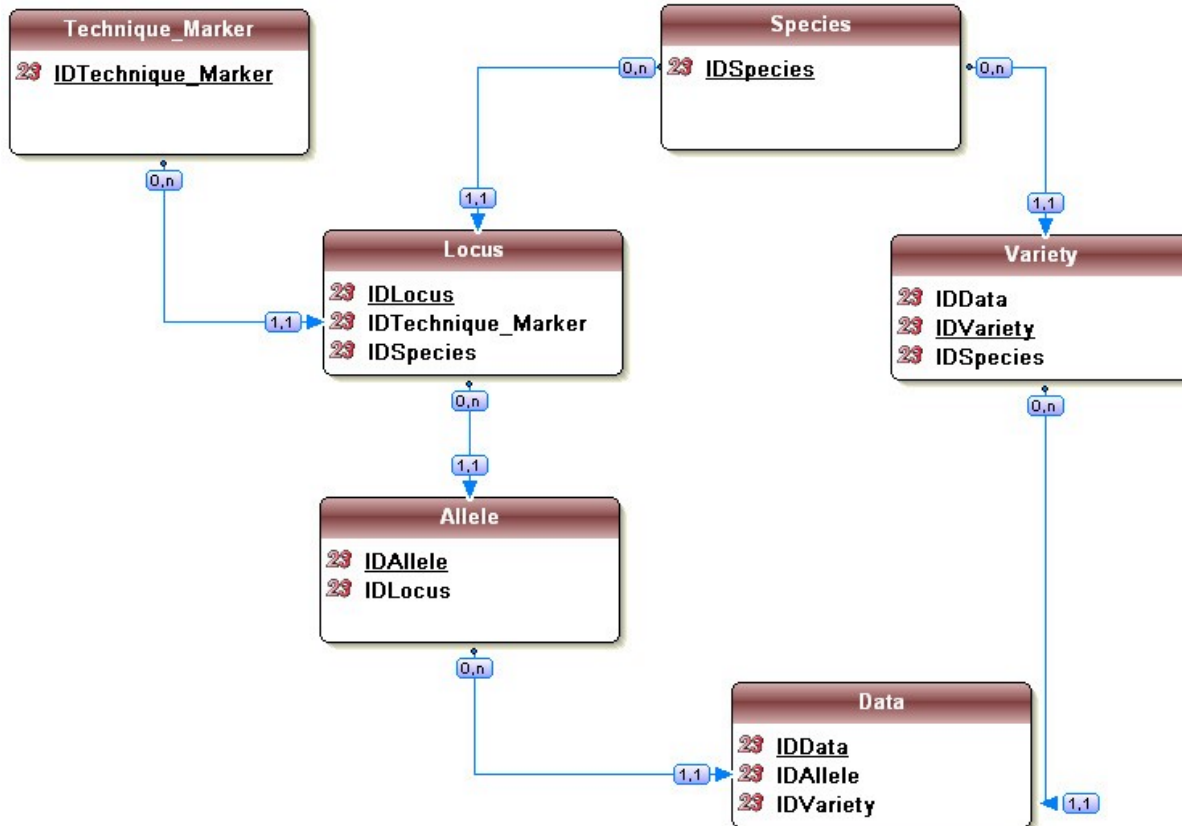 Technique_Marker
23 IDTechnique_Marker
Species
23 IDSpecies
0,n
0,n
0,n
1,1
1,1
Locus
23 IDLocus
23 IDTechnique_Marker
23 IDSpecies
1,1
Variety
23 IDData
23 IDVariety
23 IDSpecies
0,n
0,n
1,1
Allele
23 IDAllele
23 IDLocus
0,n
Data
23 IDData
23 IDAllele
23 IDVariety
1,1
1,1